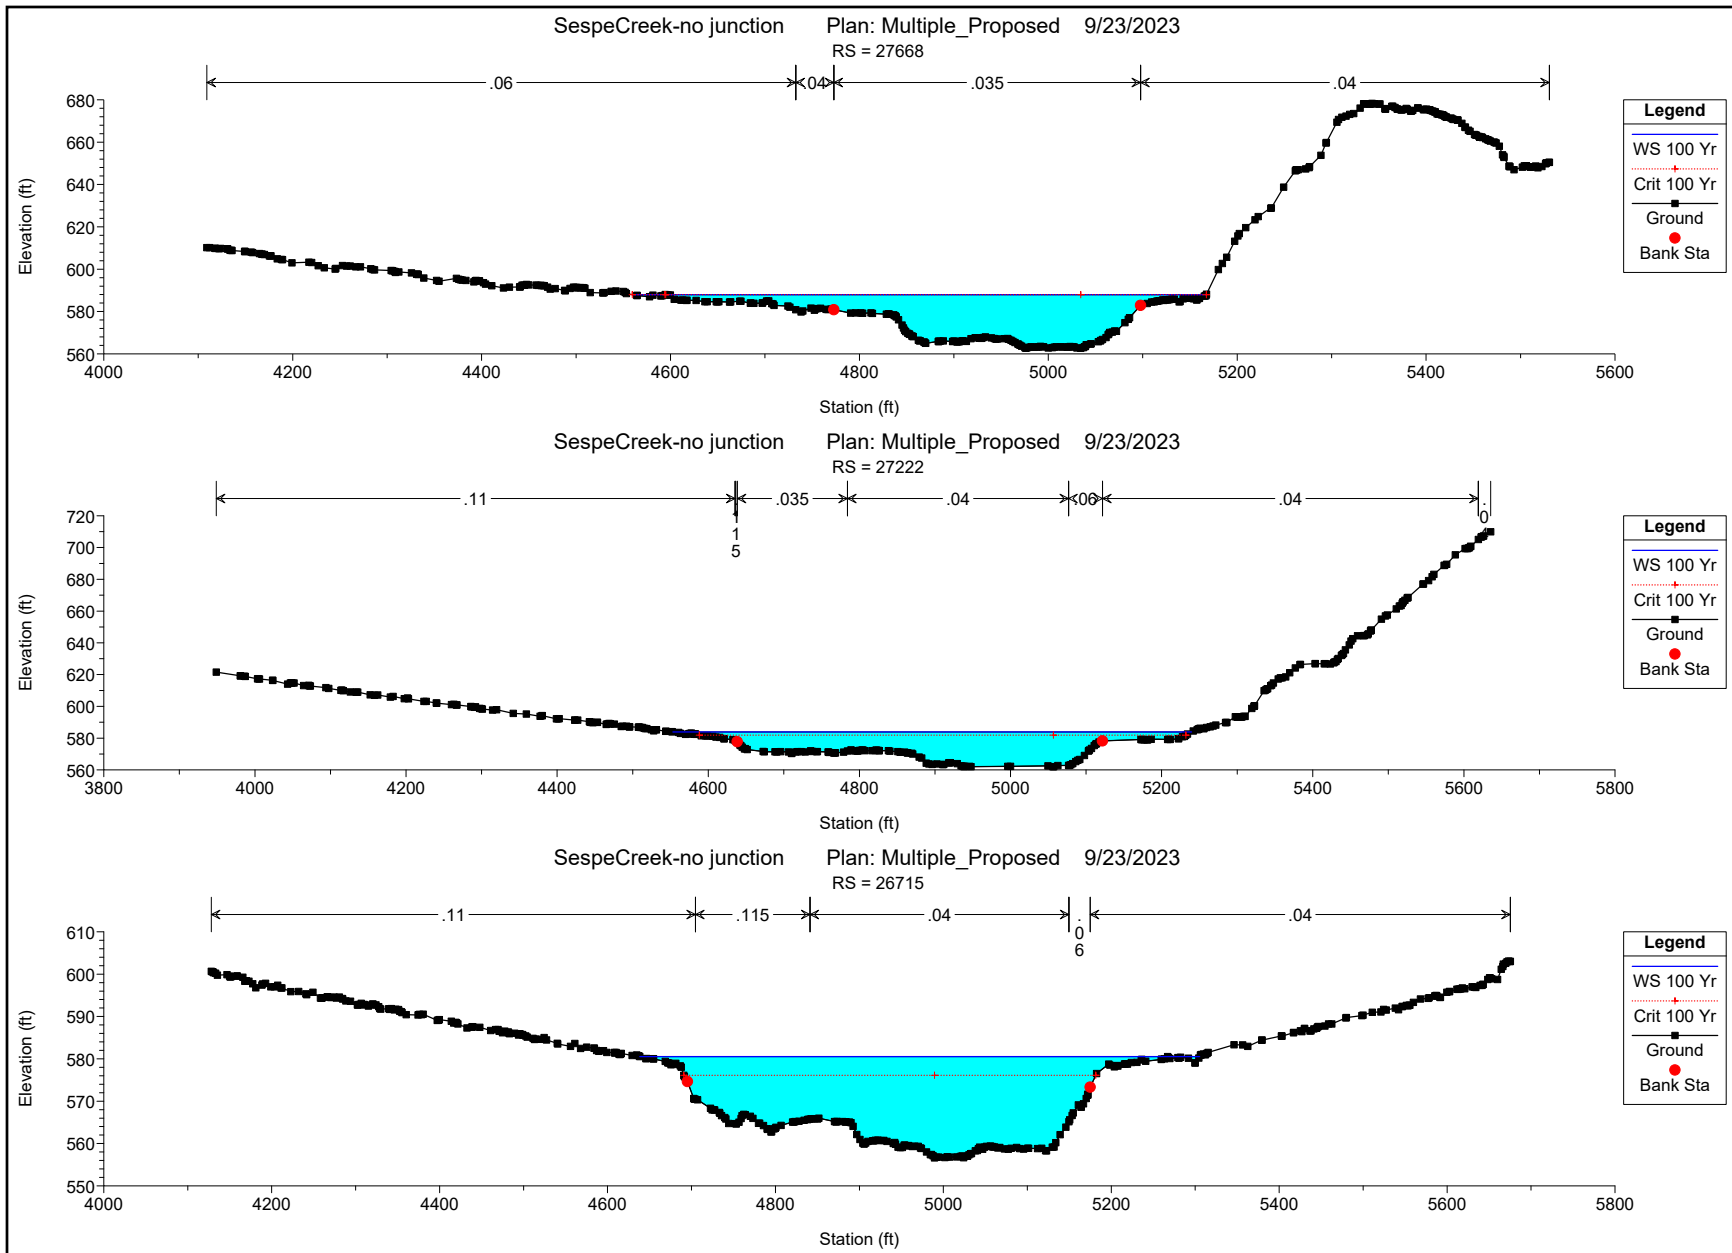 SespeCreek-no junction Plan: Multiple_Proposed 9/23/2023
RS = 27668
.06 .04 .035 .04
680
660
640
620
600
580
560
Elevation (ft)
4000 4200 4400 4600 4800 5000 5200 5400 5600
Station (ft)
Legend
WS 100 Yr
Crit 100 Yr
Ground
Bank Sta
SespeCreek-no junction Plan: Multiple_Proposed 9/23/2023
RS = 27222
.11 .035 .04 .06 .04
1
1
5
.
0
720
700
680
660
640
620
600
580
560
Elevation (ft)
3800 4000 4200 4400 4600 4800 5000 5200 5400 5600 5800
Station (ft)
Legend
WS 100 Yr
Crit 100 Yr
Ground
Bank Sta
SespeCreek-no junction Plan: Multiple_Proposed 9/23/2023
RS = 26715
.11 .115 .04 .04
.
0
6
610
600
590
580
570
560
550
Elevation (ft)
4000 4200 4400 4600 4800 5000 5200 5400 5600 5800
Station (ft)
Legend
WS 100 Yr
Crit 100 Yr
Ground
Bank Sta